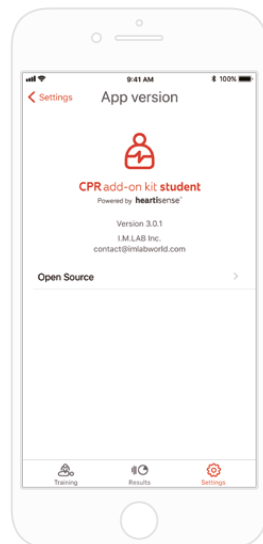 9:41 AM
100%
Settings
App version
CPR add-on kit student
Powered by heartisense
Version 3.0.1
I.M.LAB Inc.
contact@imlabworld.com
Open Source
Training
Results
Settings